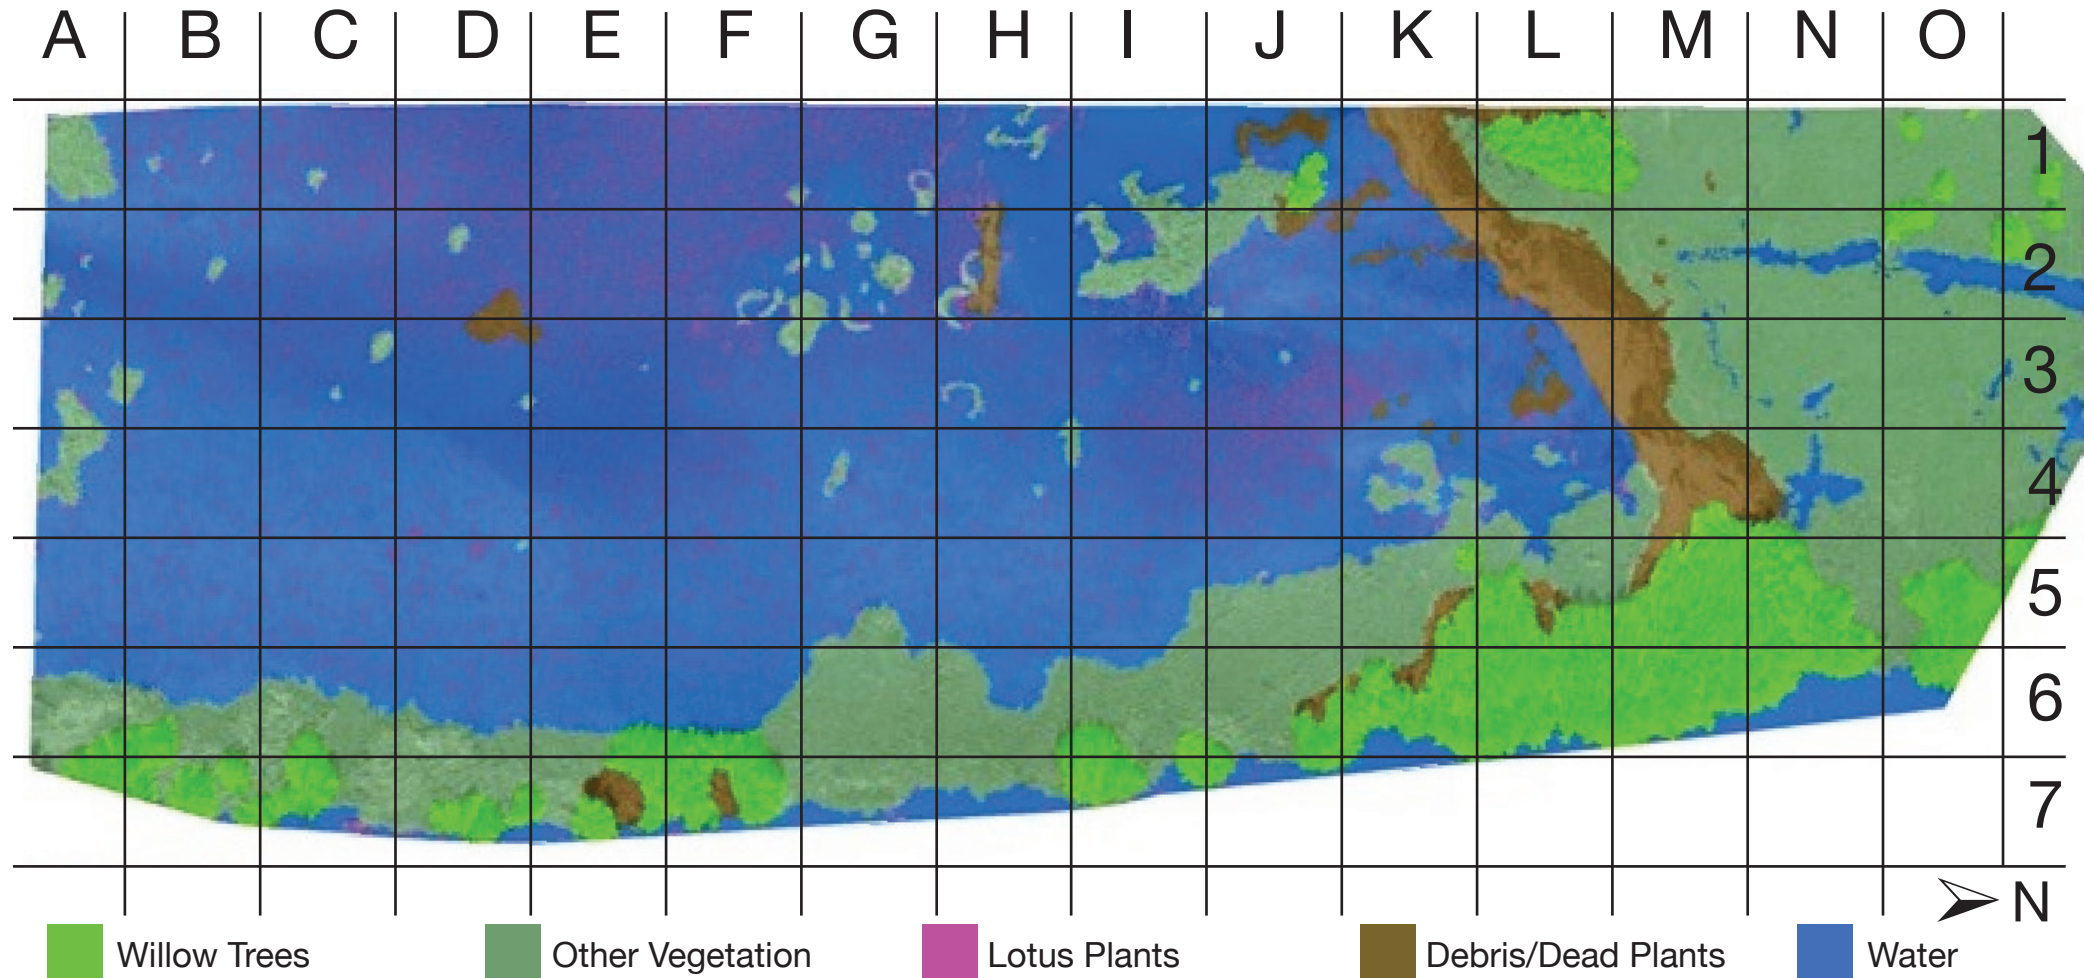 A B C D E F G H I J K L M N O
1
2
3
4
5
6
7
N
Willow Trees Other Vegetation Lotus Plants Debris/Dead Plants Water